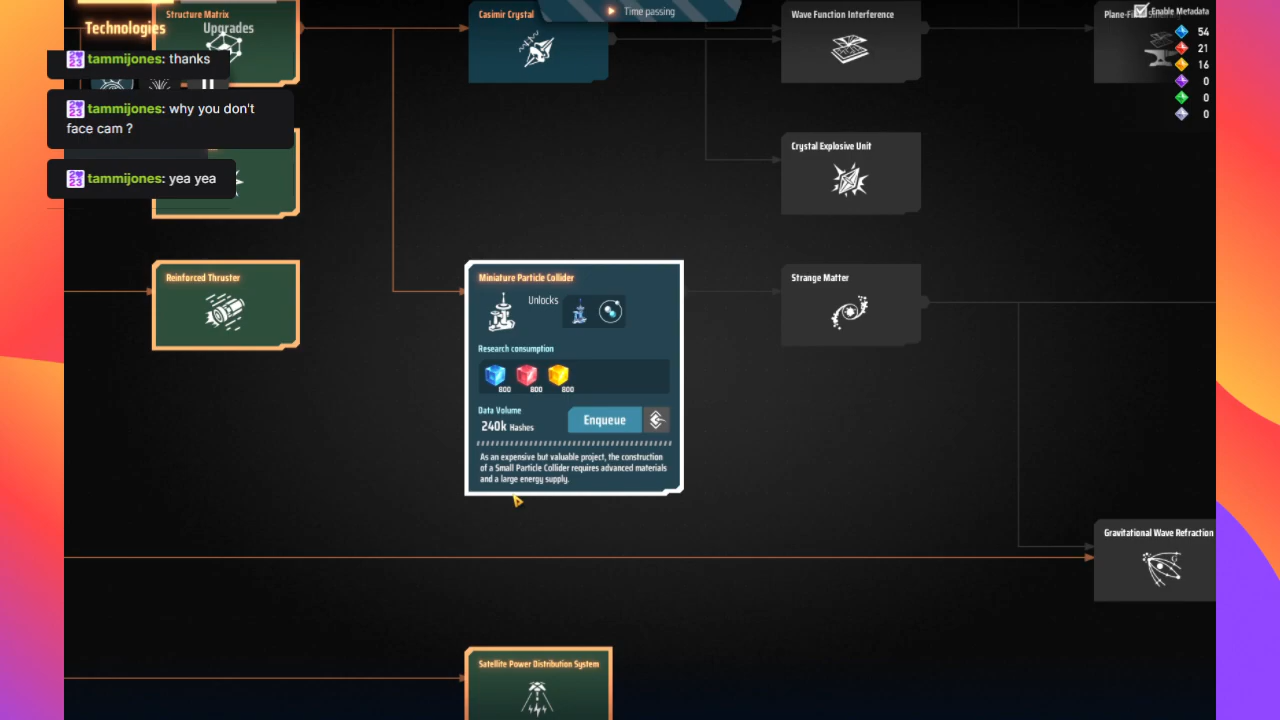 Time passing
Enable Metadata
Technologies
Upgrades
54
21
16
0
0
0
tammijones: thanks
tammijones: why you don't
face cam ?
tammijones: yea yea
Structure Matrix
Casimir Crystal
Wave Function Interference
Crystal Explosive Unit
Reinforced Thruster
Miniature Particle Collider
Unlocks
Research consumption
800
800
800
Data Volume
240k Hashes
Enqueue
As an expensive but valuable project, the construction
of a Small Particle Collider requires advanced materials
and a large energy supply.
Strange Matter
Gravitational Wave Refraction
Satellite Power Distribution System